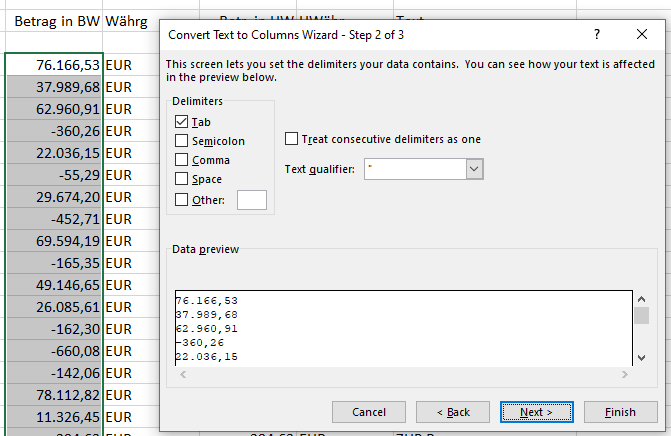 Betrag in BW Währg
Betr. in HW HWähr Text
76.166,53 EUR
37.989,68 EUR
62.960,91 EUR
-360,26 EUR
22.036,15 EUR
-55,29 EUR
29.674,20 EUR
-452,71 EUR
69.594,19 EUR
-165,35 EUR
49.146,65 EUR
26.085,61 EUR
-162,30 EUR
-660,08 EUR
-142,06 EUR
78.112,82 EUR
11.326,45 EUR
Convert Text to Columns Wizard - Step 2 of 3
?
This screen lets you set the delimiters your data contains. You can see how your text is affected
in the preview below.
Delimiters
Tab
Semicolon
Comma
Space
Other:
Treat consecutive delimiters as one
Text qualifier: "
Data preview
76.166,53
37.989,68
62.960,91
-360,26
22.036,15
Cancel
< Back
Next >
Finish